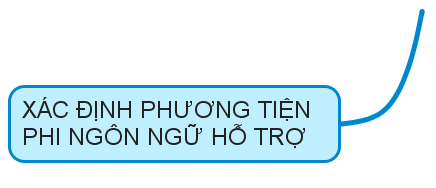 XÁC ĐỊNH PHƯƠNG TIỆN
PHI NGÔN NGỮ HỖ TRỢ